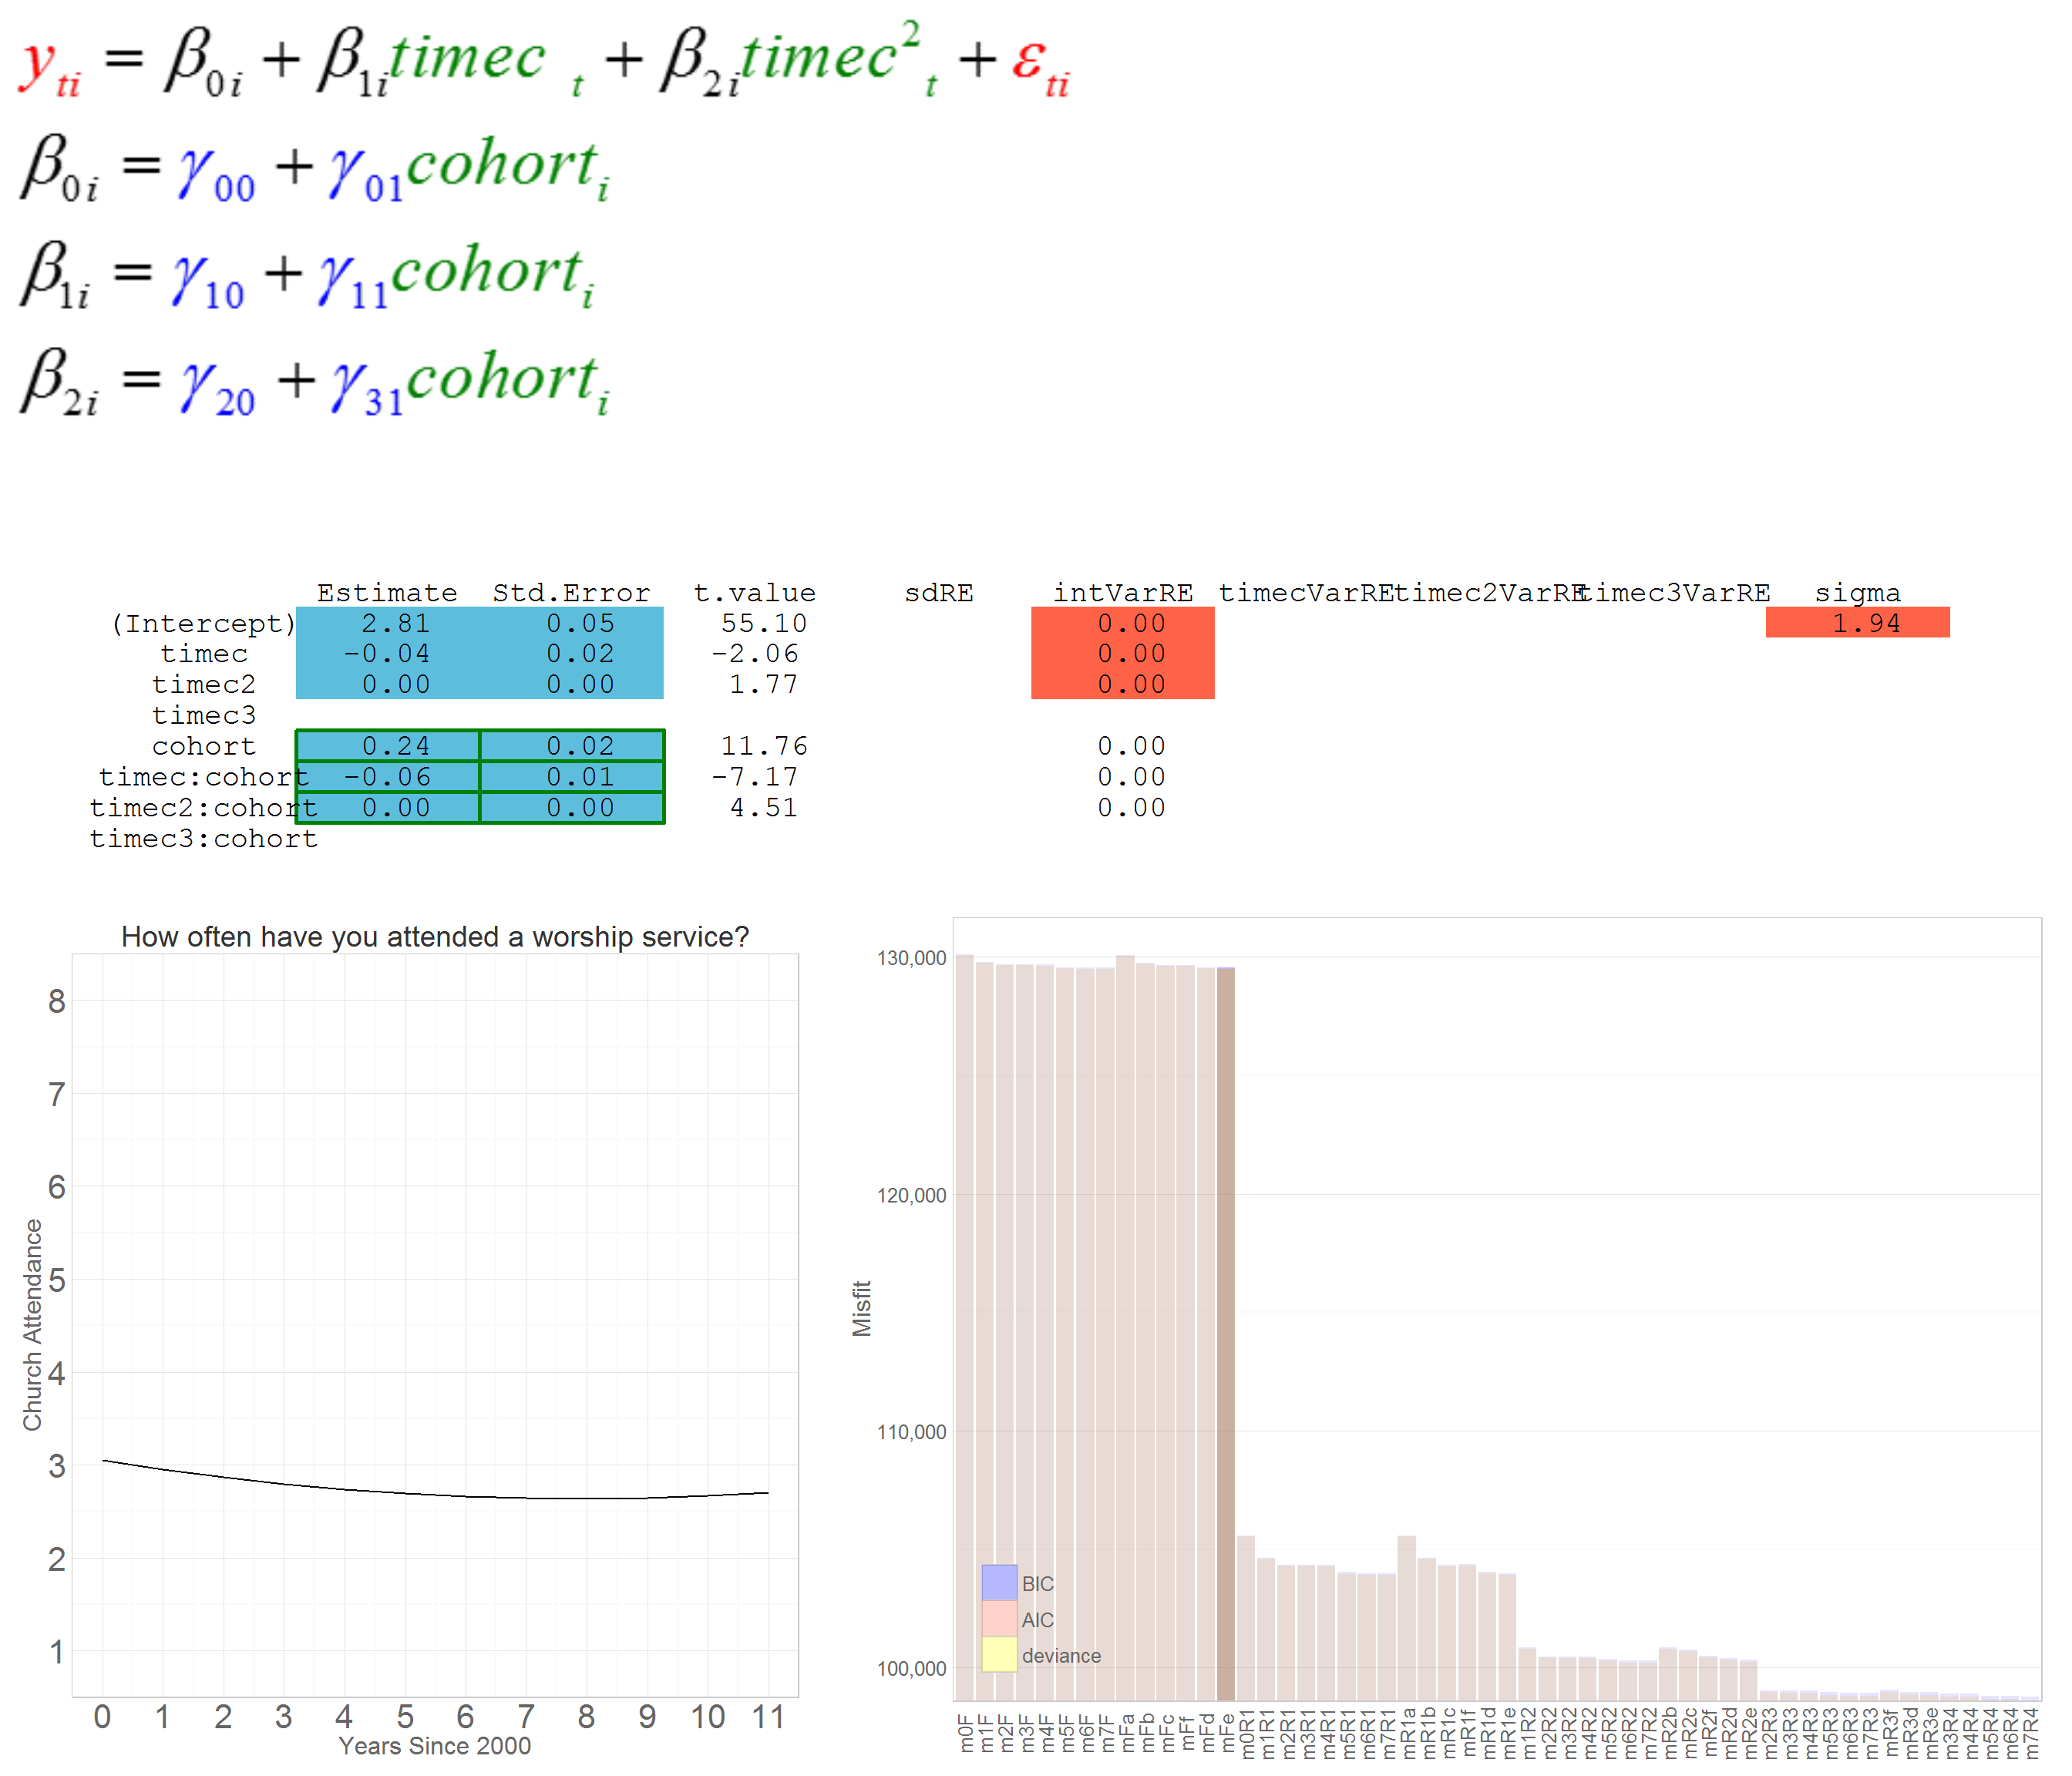 y_ti = β_0i + β_1i timec_t + β_2i timec²_t + ε_ti
β_0i = γ_00 + γ_01 cohort_i
β_1i = γ_10 + γ_11 cohort_i
β_2i = γ_20 + γ_31 cohort_i
Estimate Std.Error t.value sdRE intVarRE timecVarRE timec2VarRE timec3VarRE sigma
(Intercept) 2.81 0.05 55.10 0.00 1.94
timec -0.04 0.02 -2.06 0.00
timec2 0.00 0.00 1.77 0.00
timec3
cohort 0.24 0.02 11.76 0.00
timec:cohort -0.06 0.01 -7.17 0.00
timec2:cohort 0.00 0.00 4.51 0.00
timec3:cohort
How often have you attended a worship service?
8
7
6
5
4
3
2
1
Church Attendance
0 1 2 3 4 5 6 7 8 9 10 11
Years Since 2000
130,000
120,000
110,000
100,000
Misfit
BIC
AIC
deviance
m0F m1F m2F m3F m4F m5F m6F m7F mFa mFb mFc mFf mFd mFe m0R1 m1R1 m2R1 m3R1 m4R1 m5R1 m6R1 m7R1 mR1a mR1b mR1c mR1f mR1d mR1e m1R2 m2R2 m3R2 m4R2 m5R2 m6R2 m7R2 mR2b mR2c mR2f mR2d mR2e m2R3 m3R3 m4R3 m5R3 m6R3 m7R3 mR3f mR3d mR3e m3R4 m4R4 m5R4 m6R4 m7R4